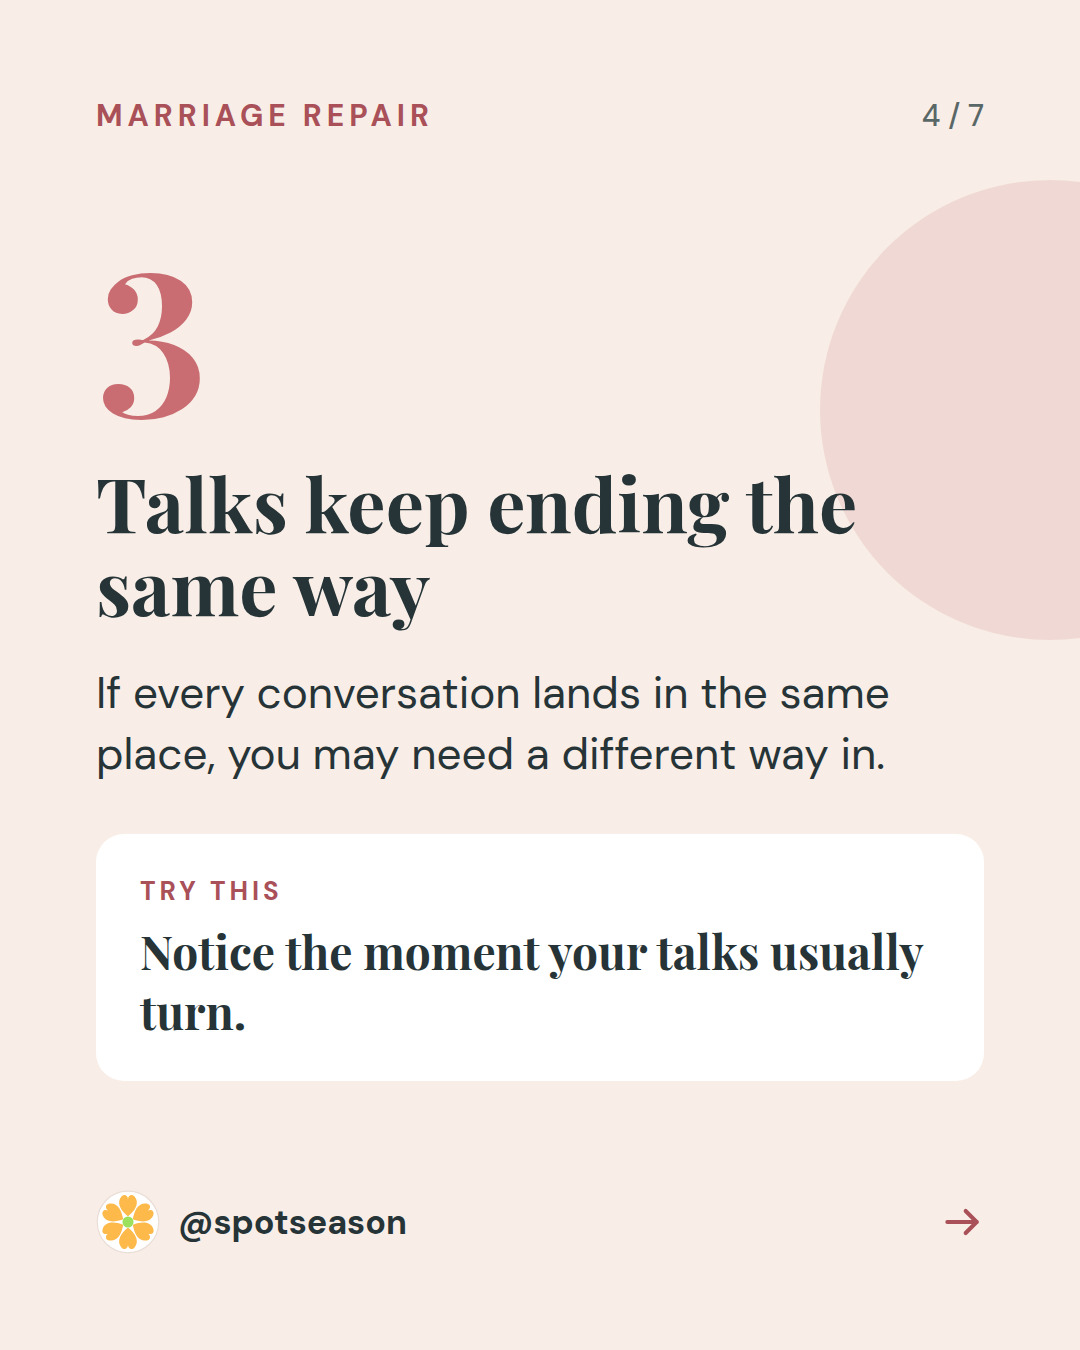 MARRIAGE REPAIR
4 / 7
3
Talks keep ending the
same way
If every conversation lands in the same
place, you may need a different way in.
TRY THIS
Notice the moment your talks usually
turn.
@spotseason